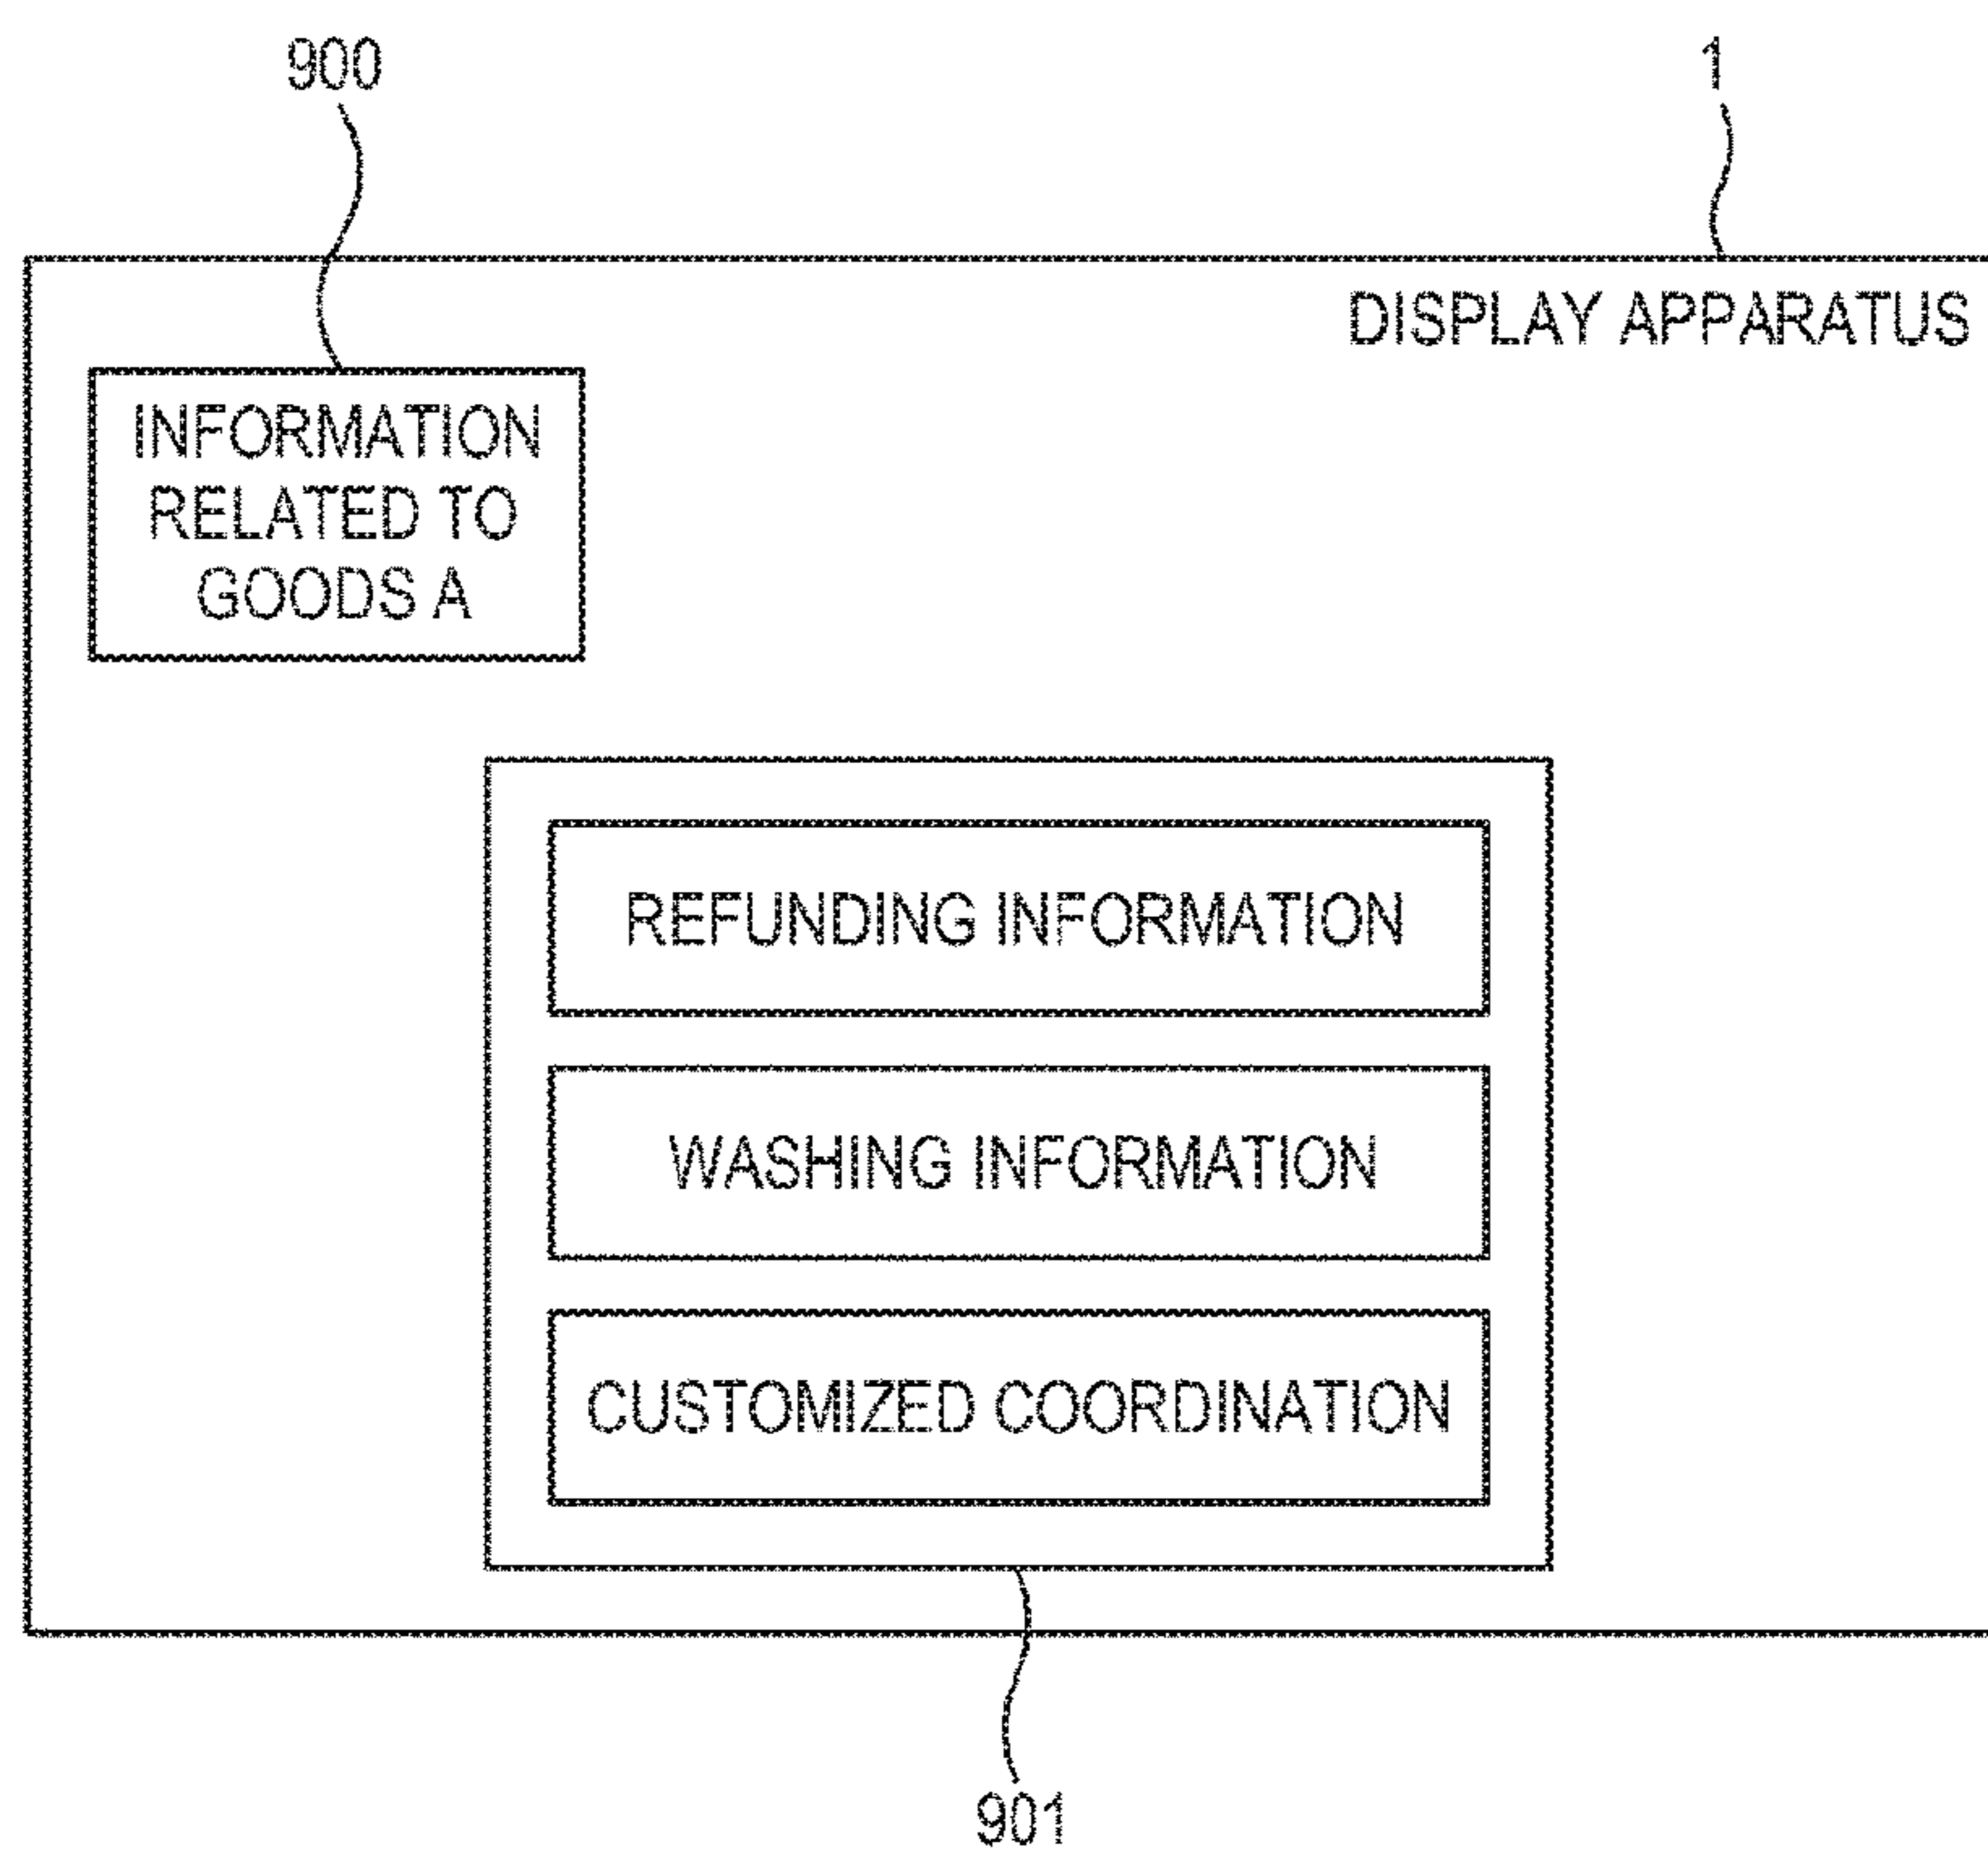 900
1
DISPLAY APPARATUS
INFORMATION
RELATED TO
GOODS A
REFUNDING INFORMATION
WASHING INFORMATION
CUSTOMIZED COORDINATION
901